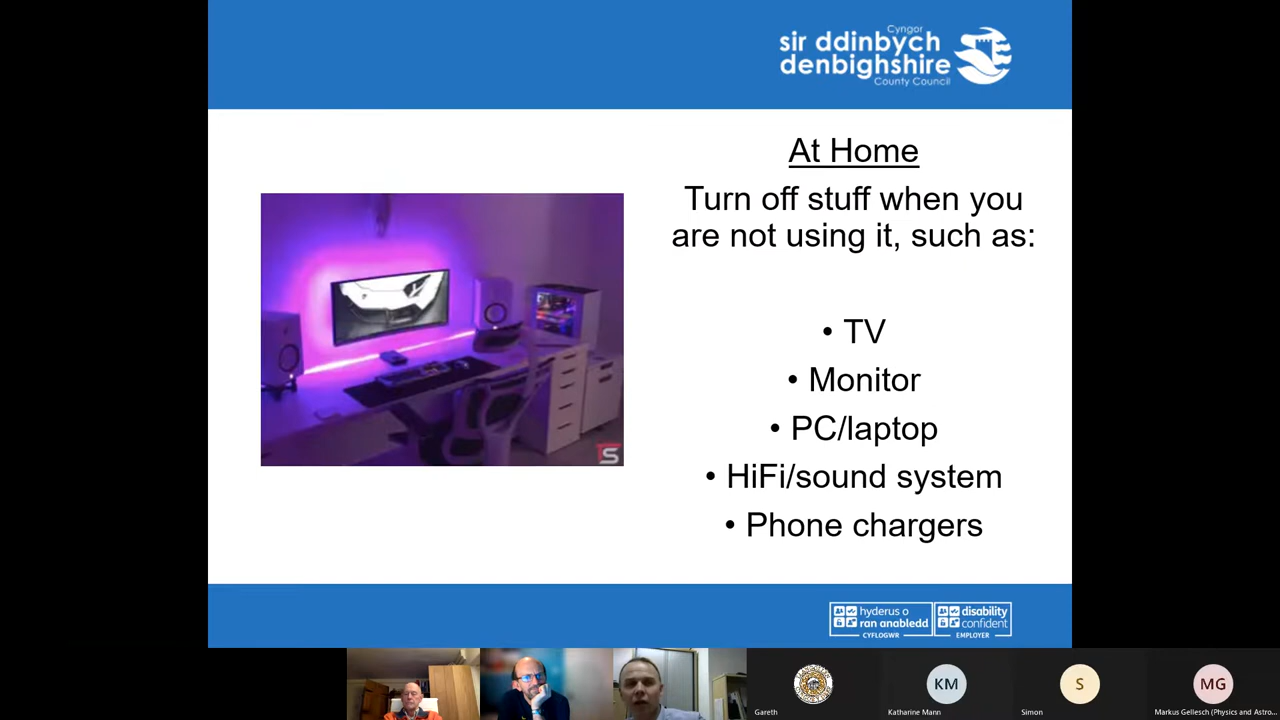 Cyngor
sir ddinbych
denbighshire
County Council
At Home
Turn off stuff when you
are not using it, such as:
• TV
• Monitor
• PC/laptop
• HiFi/sound system
• Phone chargers
TS
hyderus o
ran anabledd
CYFLOGWR
disability
confident
EMPLOYER
KM
S
MG
Gareth
Katharine Mann
Simon
Markus Gellesch (Physics and Astro...